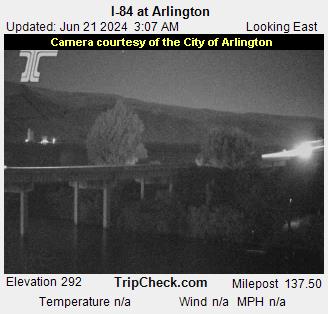 I-84 at Arlington
Updated: Jun 21 2024 3:07 AM Looking East
Camera courtesy of the City of Arlington
Elevation 292 TripCheck.com Milepost 137.50
Temperature n/a Wind n/a MPH n/a